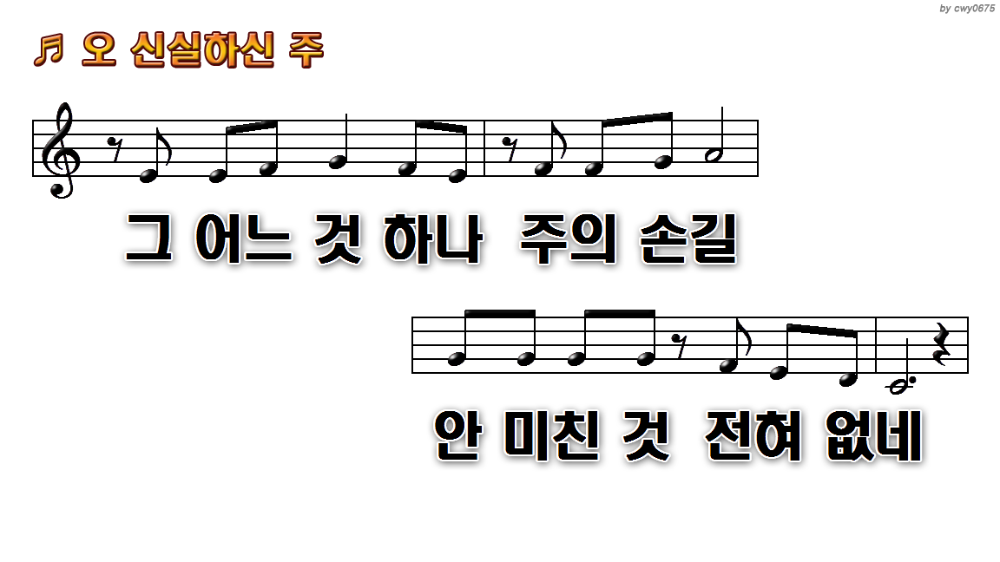 by cwy0675
♬ 오 신실하신 주
그 어느 것 하나 주의 손길
안 미친 것 전혀 없네